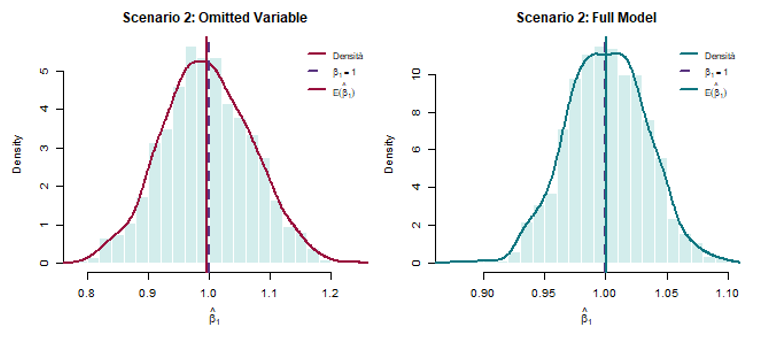 Scenario 2: Omitted Variable
Densità
β₁ = 1
E(β̂₁)
Density
0 1 2 3 4 5
0.8 0.9 1.0 1.1 1.2
β̂₁
Scenario 2: Full Model
Densità
β₁ = 1
E(β̂₁)
Density
0 2 4 6 8 10
0.90 0.95 1.00 1.05 1.10
β̂₁